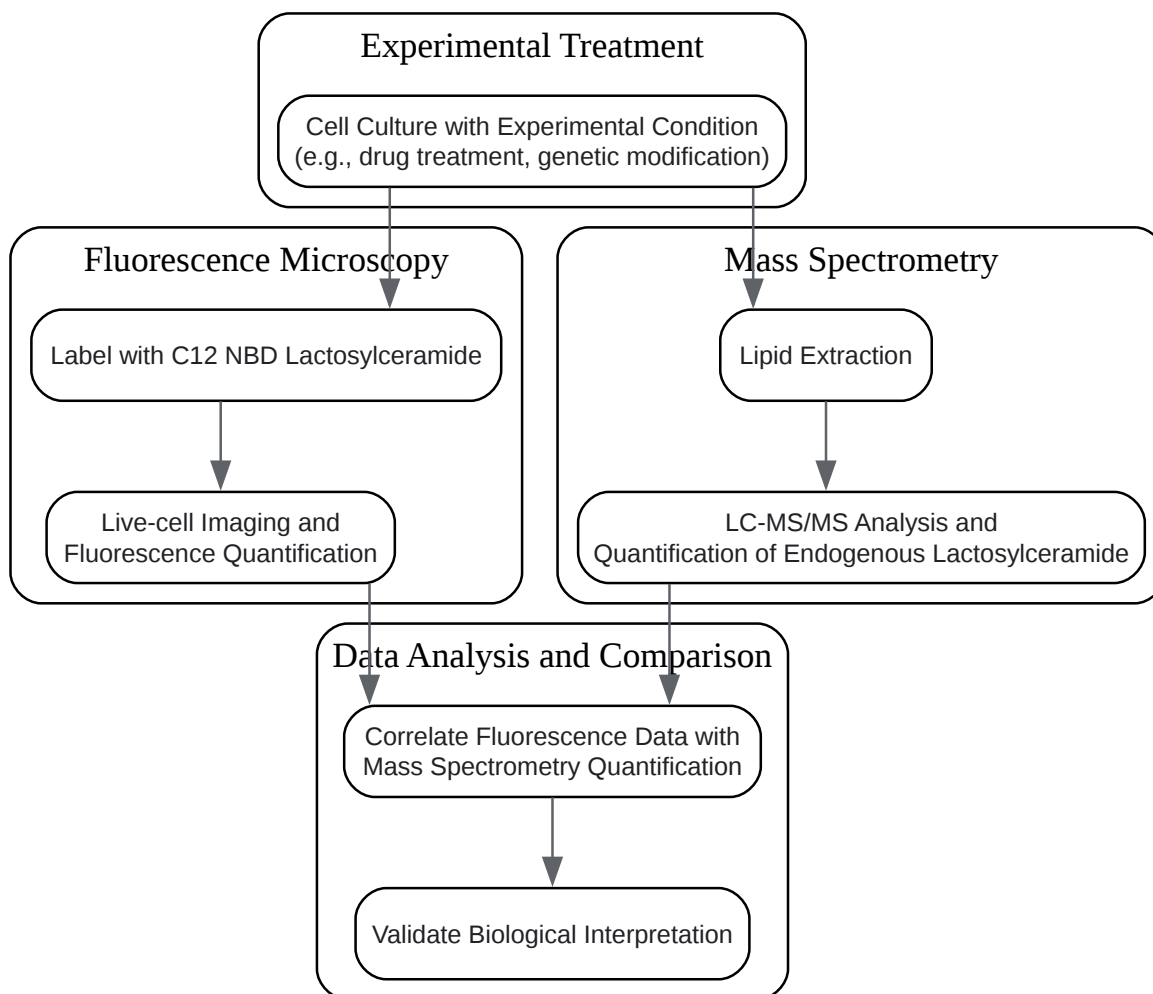 Experimental Treatment
Cell Culture with Experimental Condition
(e.g., drug treatment, genetic modification)
Fluorescence Microscopy
Label with C12 NBD Lactosylceramide
Live-cell Imaging and
Fluorescence Quantification
Mass Spectrometry
Lipid Extraction
LC-MS/MS Analysis and
Quantification of Endogenous Lactosylceramide
Data Analysis and Comparison
Correlate Fluorescence Data with
Mass Spectrometry Quantification
Validate Biological Interpretation